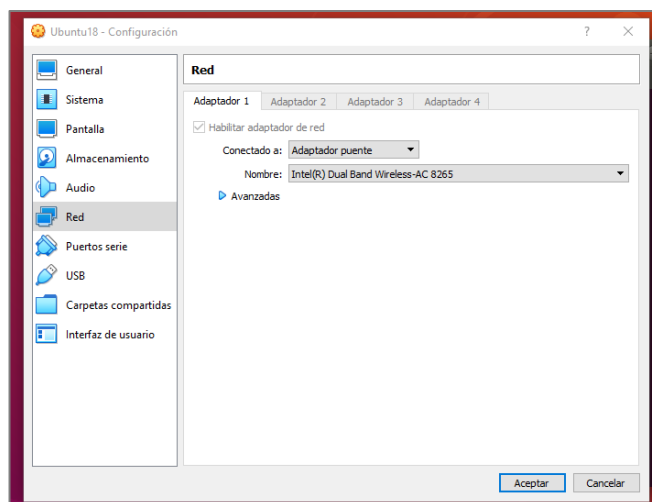 Ubuntu18 - Configuración
General
Sistema
Pantalla
Almacenamiento
Audio
Red
Puertos serie
USB
Carpetas compartidas
Interfaz de usuario
Red
Adaptador 1 Adaptador 2 Adaptador 3 Adaptador 4
Habilitar adaptador de red
Conectado a: Adaptador puente
Nombre: Intel(R) Dual Band Wireless-AC 8265
Avanzadas
Aceptar Cancelar